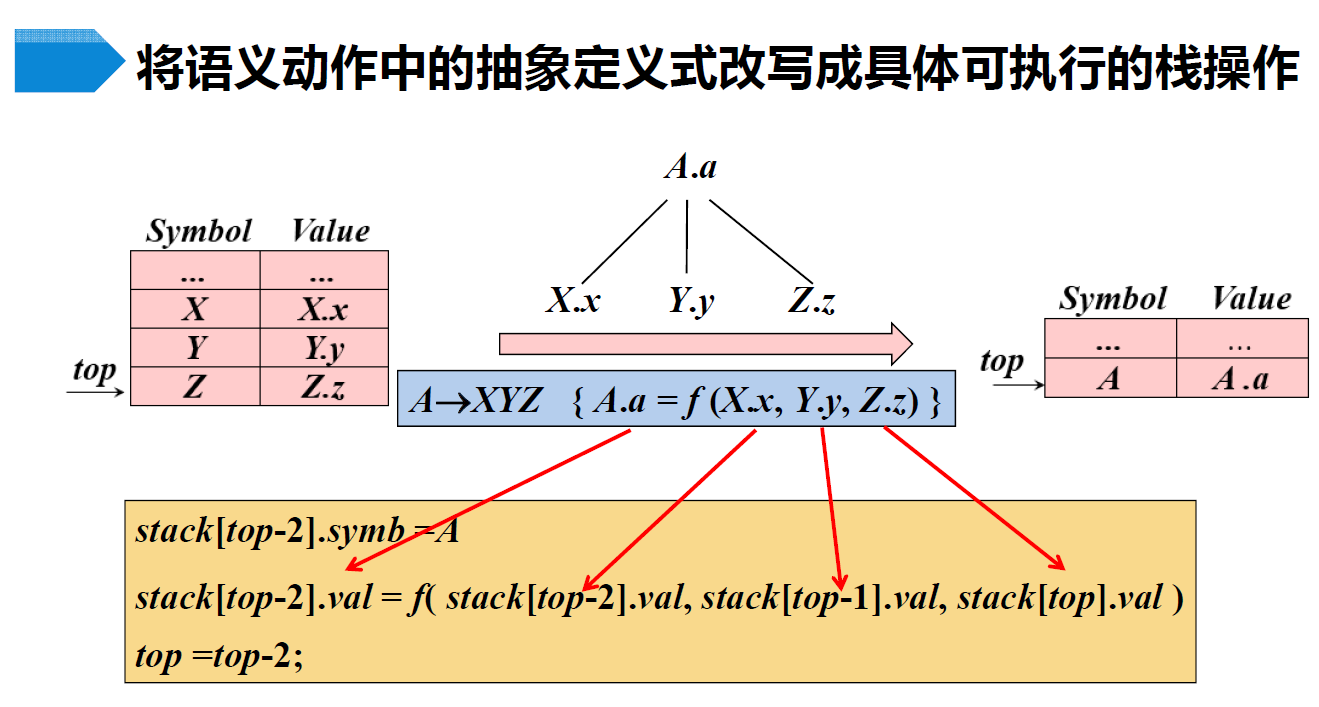 将语义动作中的抽象定义式改写成具体可执行的栈操作
A.a
X.x Y.y Z.z
Symbol Value
... ...
X X.x
Y Y.y
top Z Z.z
Symbol Value
... ...
top A A .a
A→XYZ { A.a = f (X.x, Y.y, Z.z) }
stack[top-2].symb =A
stack[top-2].val = f( stack[top-2].val, stack[top-1].val, stack[top].val )
top =top-2;